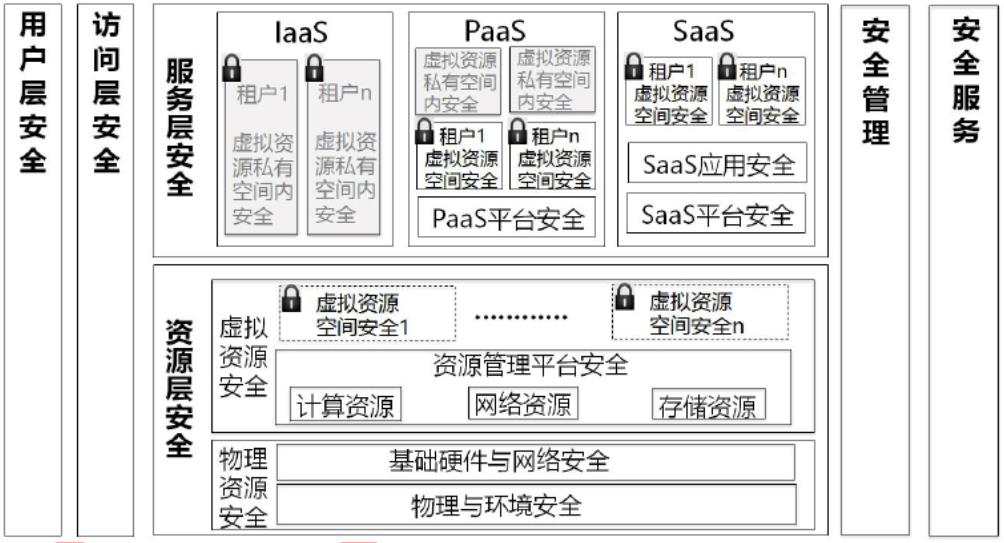 用户层安全
访问层安全
服务层安全
IaaS
租户1
虚拟资
源私有
空间内
安全
租户n
虚拟资
源私有
空间内
安全
PaaS
虚拟资源
私有空间
内安全
虚拟资源
私有空间
内安全
租户1
虚拟资源
空间安全
租户n
虚拟资源
空间安全
PaaS平台安全
SaaS
租户1
虚拟资源
空间安全
租户n
虚拟资源
空间安全
SaaS应用安全
SaaS平台安全
资源层安全
虚拟
资源
安全
虚拟资源
空间安全1
............
虚拟资源
空间安全n
资源管理平台安全
计算资源
网络资源
存储资源
物理
资源
安全
基础硬件与网络安全
物理与环境安全
安全管理
安全服务